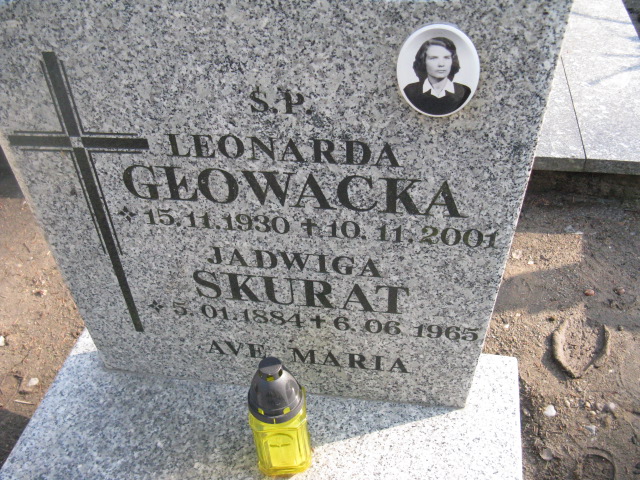 Ś.P.
LEONARDA
GŁOWACKA
15.11.1930 10.11.2001
JADWIGA
SKURAT
5.01.1884 6.06.1965
AVE MARIA